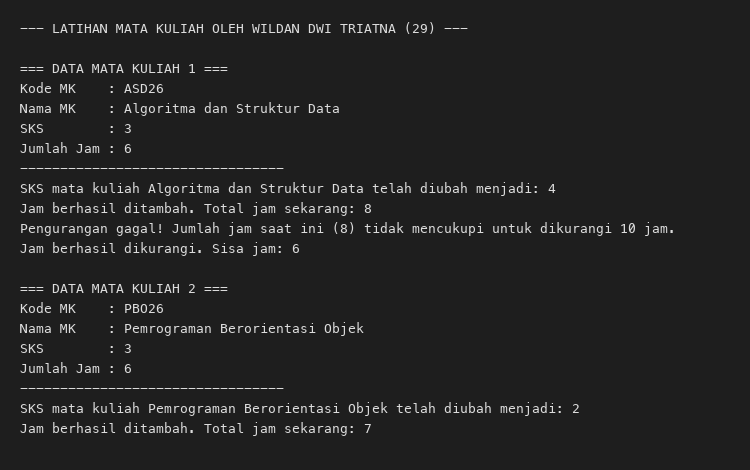 --- LATIHAN MATA KULIAH OLEH WILDAN DWI TRIATNA (29) ---
=== DATA MATA KULIAH 1 ===
Kode MK    : ASD26
Nama MK    : Algoritma dan Struktur Data
SKS        : 3
Jumlah Jam : 6
---------------------------------
SKS mata kuliah Algoritma dan Struktur Data telah diubah menjadi: 4
Jam berhasil ditambah. Total jam sekarang: 8
Pengurangan gagal! Jumlah jam saat ini (8) tidak mencukupi untuk dikurangi 10 jam.
Jam berhasil dikurangi. Sisa jam: 6
=== DATA MATA KULIAH 2 ===
Kode MK    : PBO26
Nama MK    : Pemrograman Berorientasi Objek
SKS        : 3
Jumlah Jam : 6
---------------------------------
SKS mata kuliah Pemrograman Berorientasi Objek telah diubah menjadi: 2
Jam berhasil ditambah. Total jam sekarang: 7